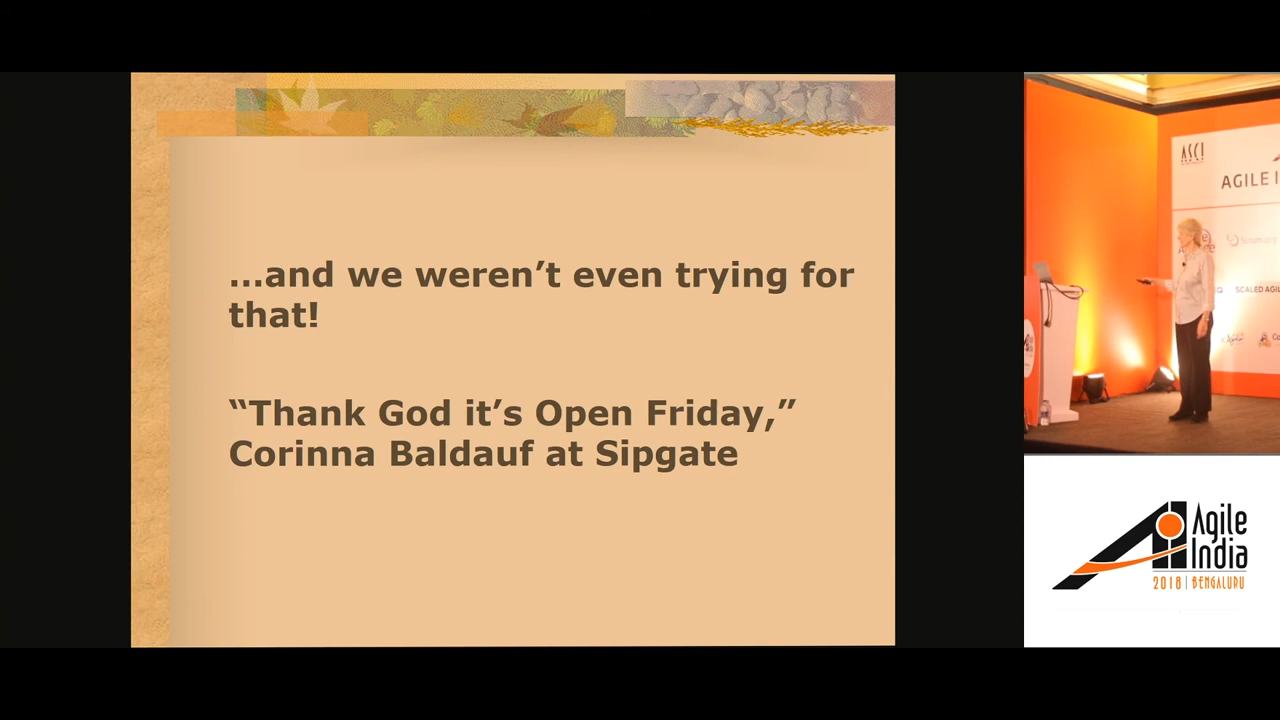 …and we weren’t even trying for
that!
“Thank God it’s Open Friday,”
Corinna Baldauf at Sipgate
ASCI
AGILE I
SCALED AGIL
Agile
India
2018 | BENGALURU